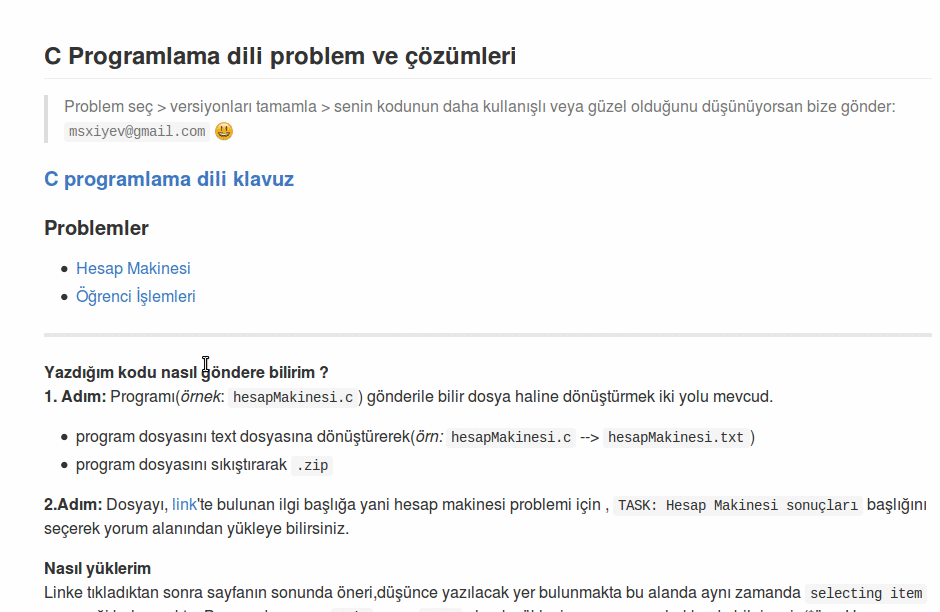 C Programlama dili problem ve çözümleri
Problem seç > versiyonları tamamla > senin kodunun daha kullanışlı veya güzel olduğunu düşünüyorsan bize gönder:
msxiyev@gmail.com 😃
C programlama dili klavuz
Problemler
• Hesap Makinesi
• Öğrenci İşlemleri
Yazdığım kodu nasıl göndere bilirim ?
1. Adım: Programı(örnek: hesapMakinesi.c ) gönderile bilir dosya haline dönüştürmek iki yolu mevcud.
• program dosyasını text dosyasına dönüştürerek(örn: hesapMakinesi.c --> hesapMakinesi.txt )
• program dosyasını sıkıştırarak .zip
2.Adım: Dosyayı, link'te bulunan ilgi başlığa yani hesap makinesi problemi için , TASK: Hesap Makinesi sonuçları başlığını
seçerek yorum alanından yükleye bilirsiniz.
Nasıl yüklerim
Linke tıkladıktan sonra sayfanın sonunda öneri,düşünce yazılacak yer bulunmakta bu alanda aynı zamanda selecting item